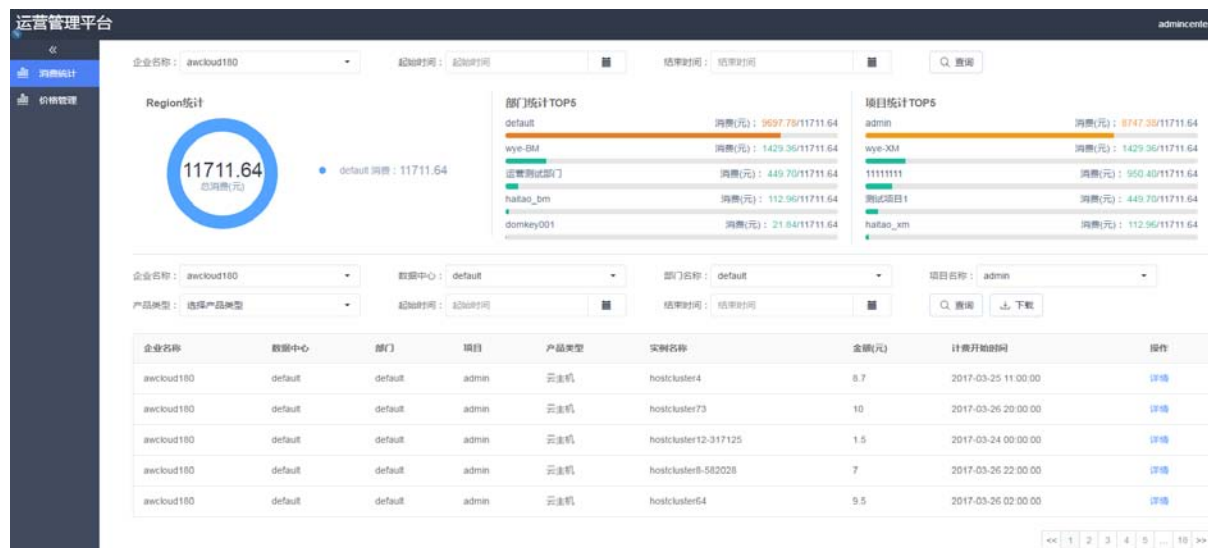 运营管理平台
admincente
«
消费统计
价格管理
企业名称： awcloud180 起始时间： 起始时间 结束时间： 结束时间 查询
Region统计
11711.64
总消费(元)
default 消费：11711.64
部门统计TOP5
default 消费(元)： 9697.78/11711.64
wye-BM 消费(元)： 1429.36/11711.64
运营测试部门 消费(元)： 449.70/11711.64
haitao_bm 消费(元)： 112.96/11711.64
domkey001 消费(元)： 21.84/11711.64
项目统计TOP5
admin 消费(元)： 8747.38/11711.64
wye-XM 消费(元)： 1429.36/11711.64
11111111 消费(元)： 950.40/11711.64
测试项目1 消费(元)： 449.70/11711.64
haitao_xm 消费(元)： 112.96/11711.64
企业名称： awcloud180 数据中心： default 部门名称： default 项目名称： admin
产品类型： 选择产品类型 起始时间： 起始时间 结束时间： 结束时间 查询 下载
企业名称 数据中心 部门 项目 产品类型 实例名称 金额(元) 计费开始时间 操作
awcloud180 default default admin 云主机 hostcluster4 8.7 2017-03-25 11:00:00 详情
awcloud180 default default admin 云主机 hostcluster73 10 2017-03-26 20:00:00 详情
awcloud180 default default admin 云主机 hostcluster12-317125 1.5 2017-03-24 00:00:00 详情
awcloud180 default default admin 云主机 hostcluster8-582028 7 2017-03-26 22:00:00 详情
awcloud180 default default admin 云主机 hostcluster64 9.5 2017-03-26 02:00:00 详情
<< 1 2 3 4 5 ... 18 >>